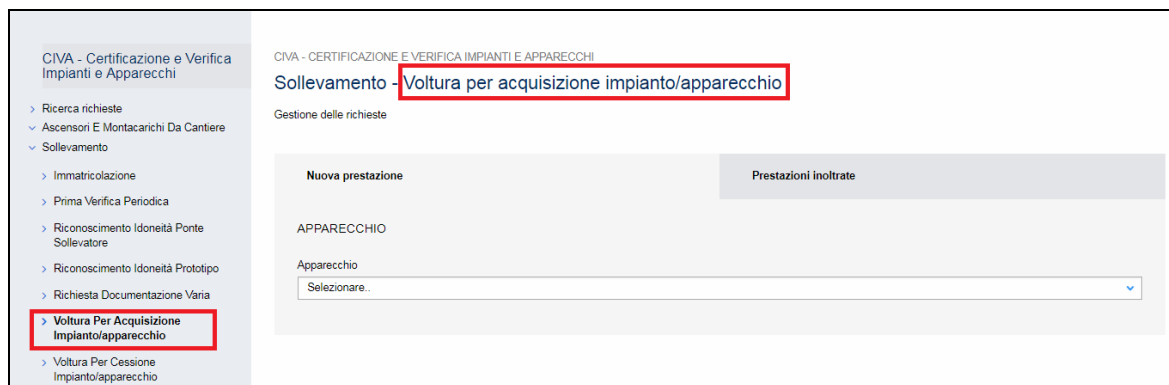 CIVA - Certificazione e Verifica
Impianti e Apparecchi
> Ricerca richieste
Ascensori E Montacarichi Da Cantiere
Sollevamento
> Immatricolazione
> Prima Verifica Periodica
> Riconoscimento Idoneità Ponte
Sollevatore
> Riconoscimento Idoneità Prototipo
> Richiesta Documentazione Varia
> Voltura Per Acquisizione
Impianto/apparecchio
> Voltura Per Cessione
Impianto/apparecchio
CIVA - CERTIFICAZIONE E VERIFICA IMPIANTI E APPARECCHI
Sollevamento - Voltura per acquisizione impianto/apparecchio
Gestione delle richieste
Nuova prestazione
Prestazioni inoltrate
APPARECCHIO
Apparecchio
Selezionare..